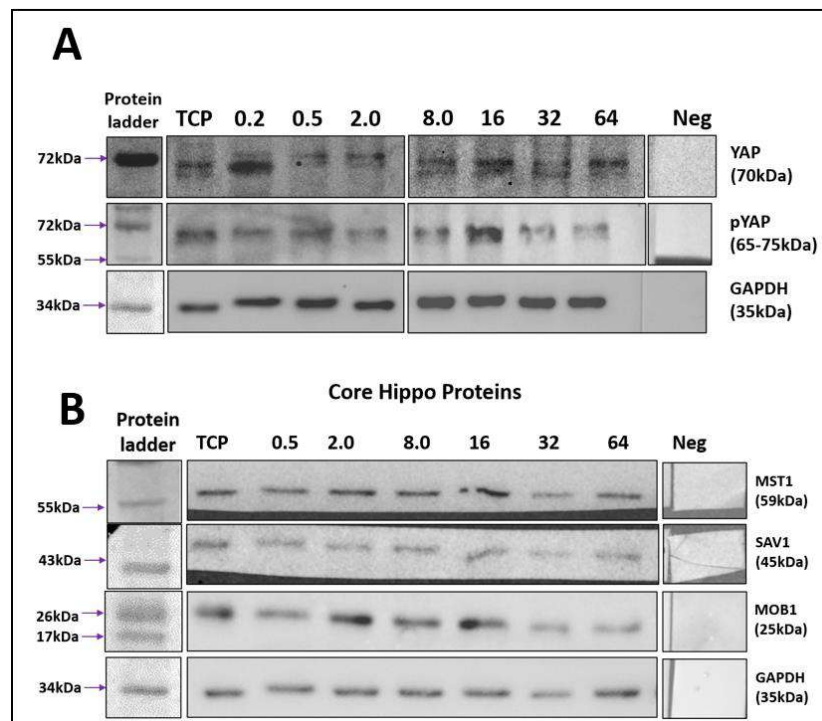 A
Protein
ladder
TCP 0.2 0.5 2.0 8.0 16 32 64 Neg
72kDa
YAP
(70kDa)
72kDa
55kDa
pYAP
(65-75kDa)
34kDa
GAPDH
(35kDa)
B
Core Hippo Proteins
Protein
ladder
TCP 0.5 2.0 8.0 16 32 64 Neg
55kDa
MST1
(59kDa)
43kDa
SAV1
(45kDa)
26kDa
17kDa
MOB1
(25kDa)
34kDa
GAPDH
(35kDa)